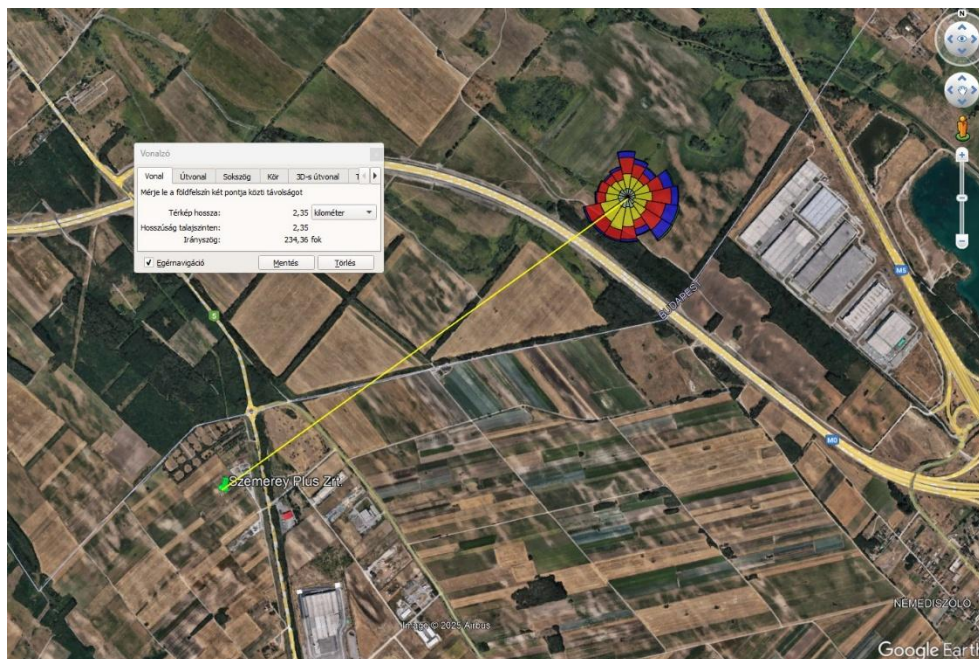 N
Vonalzó
Vonal Útvonal Sokszög Kör 3D-s útvonal
Mérje le a földfelszín két pontja közti távolságot
Térkép hossza: 2,35 kilométer
Hosszúság talajszinten: 2,35
Irányszög: 234,36 fok
Egérnavigáció Mentés Törlés
M5
BUDAPEST
5
M0
Szemerey Plus Zrt.
NÉMEDISZŐLŐ
Image © 2025 Airbus
Google Eart